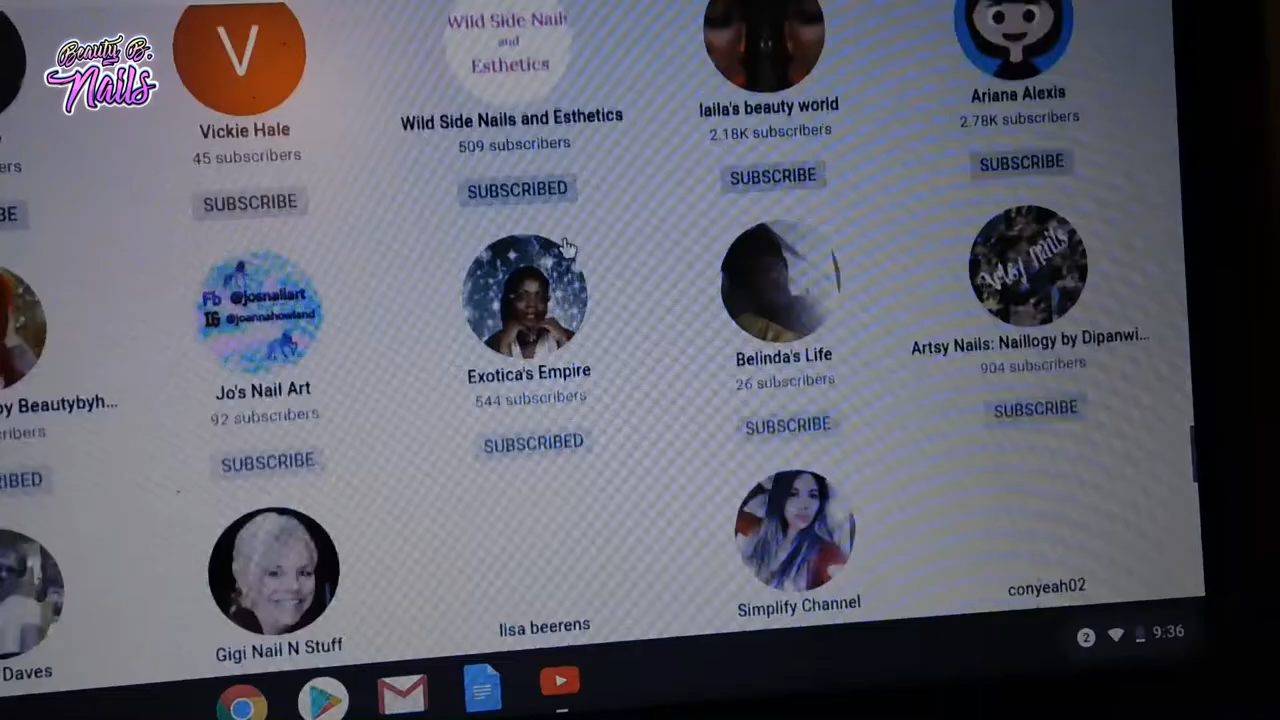 Beauty B.
Nails
V
Vickie Hale
45 subscribers
SUBSCRIBE
Wild Side Nails
and
Esthetics
Wild Side Nails and Esthetics
509 subscribers
SUBSCRIBED
laila's beauty world
2.18K subscribers
SUBSCRIBE
Ariana Alexis
2.78K subscribers
SUBSCRIBE
ers
BE
by Beautybyh...
cribers
IBED
Fb @josnailart
IG @joannahowland
Jo's Nail Art
92 subscribers
SUBSCRIBE
Exotica's Empire
544 subscribers
SUBSCRIBED
Belinda's Life
26 subscribers
SUBSCRIBE
Artsy Nails
Artsy Nails: Naillogy by Dipanwi...
904 subscribers
SUBSCRIBE
Daves
Gigi Nail N Stuff
lisa beerens
Simplify Channel
conyeah02
2
9:36